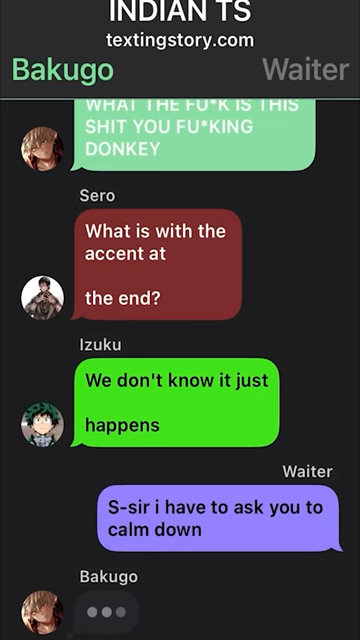 INDIAN TS
textingstory.com
Bakugo Waiter
WHAT THE FU*K IS THIS
SHIT YOU FU*KING
DONKEY
Sero
What is with the
accent at
the end?
Izuku
We don't know it just
happens
Waiter
S-sir i have to ask you to
calm down
Bakugo